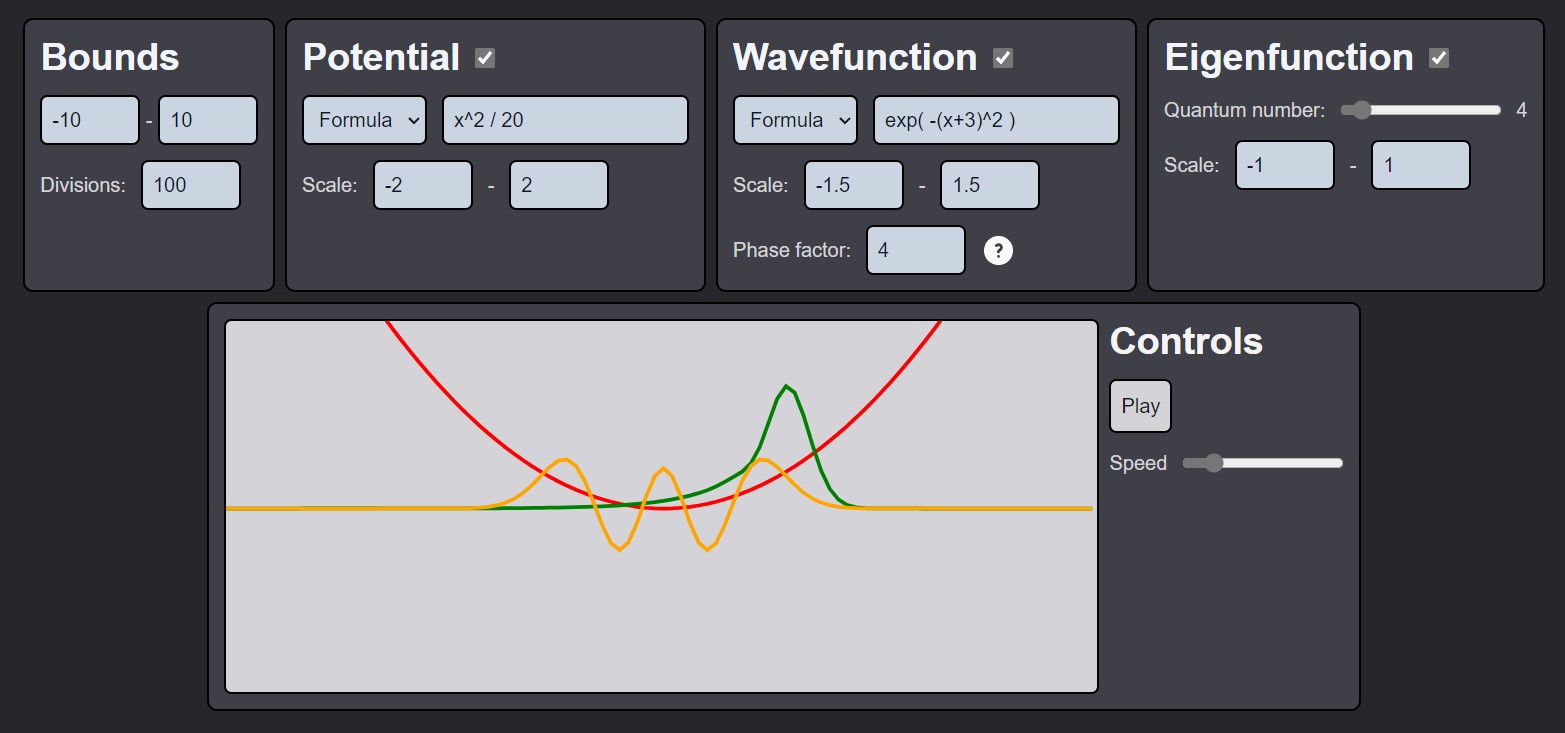 Bounds
-10 - 10
Divisions: 100
Potential
Formula x^2 / 20
Scale: -2 - 2
Wavefunction
Formula exp( -(x+3)^2 )
Scale: -1.5 - 1.5
Phase factor: 4 ?
Eigenfunction
Quantum number: 4
Scale: -1 - 1
Controls
Play
Speed